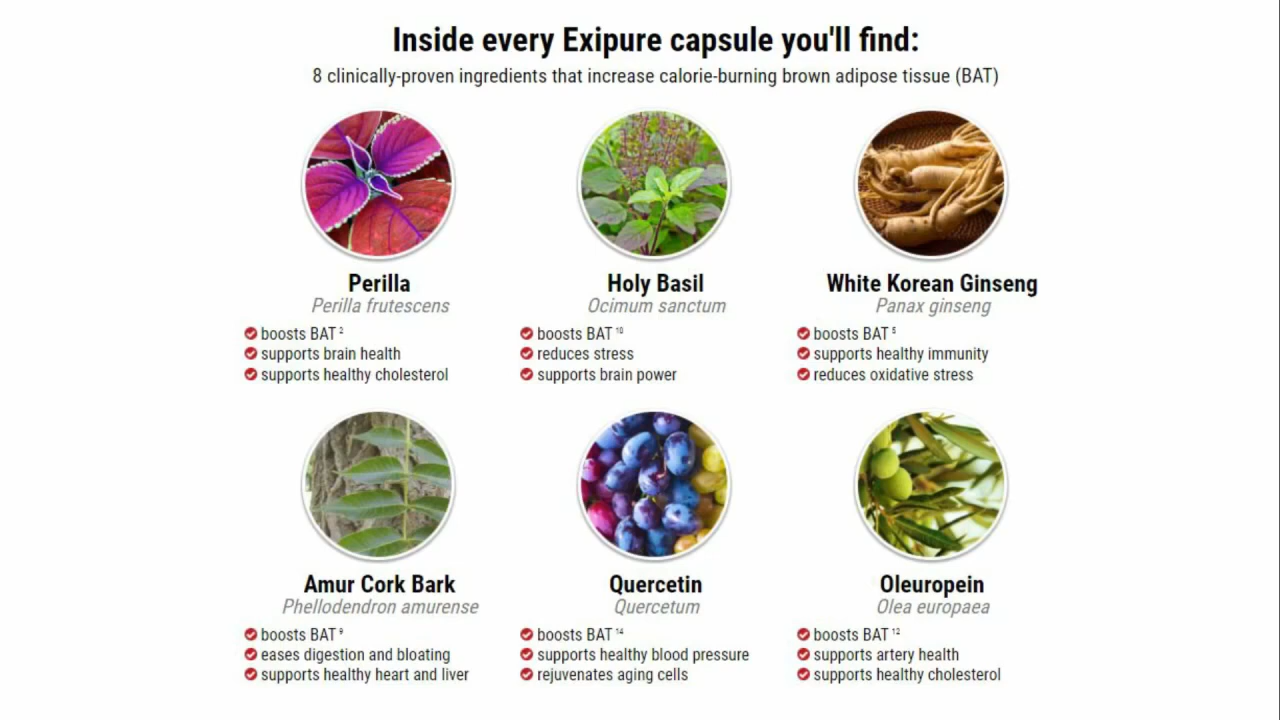 Inside every Exipure capsule you'll find:
8 clinically-proven ingredients that increase calorie-burning brown adipose tissue (BAT)
Perilla
Perilla frutescens
boosts BAT ²
supports brain health
supports healthy cholesterol
Holy Basil
Ocimum sanctum
boosts BAT ¹⁰
reduces stress
supports brain power
White Korean Ginseng
Panax ginseng
boosts BAT ⁵
supports healthy immunity
reduces oxidative stress
Amur Cork Bark
Phellodendron amurense
boosts BAT ⁹
eases digestion and bloating
supports healthy heart and liver
Quercetin
Quercetum
boosts BAT ¹⁴
supports healthy blood pressure
rejuvenates aging cells
Oleuropein
Olea europaea
boosts BAT ¹²
supports artery health
supports healthy cholesterol